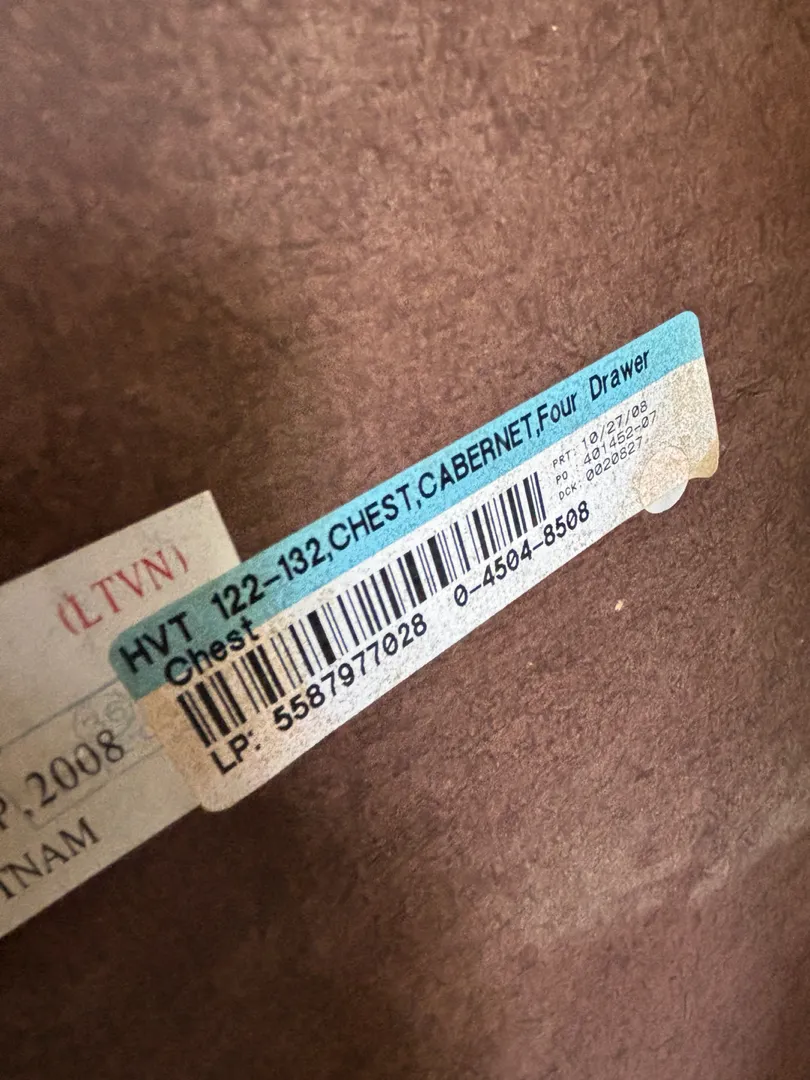 HVT 122-132,CHEST,CABERNET,Four Drawer
Chest
PRT: 10/27/08
PO : 401452-07
DCK: 0020827
LP: 5587977028 0-4504-8508
(LTVN)
,2008
TNAM